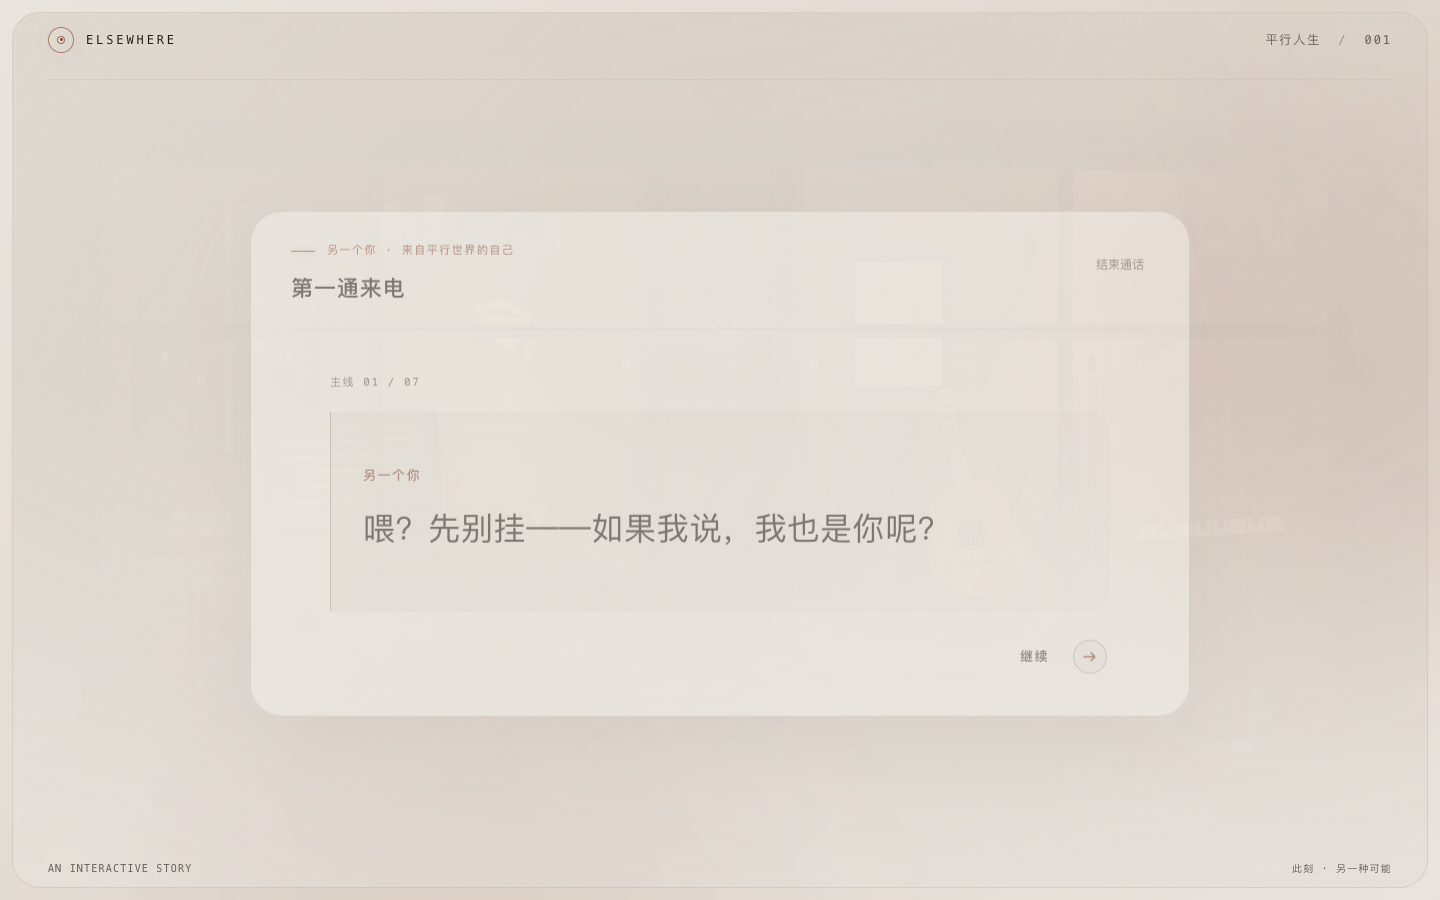 ELSEWHERE
平行人生 / 001
另一个你 · 来自平行世界的自己
第一通来电
结束通话
主线 01 / 07
另一个你
喂？先别挂——如果我说，我也是你呢？
继续
AN INTERACTIVE STORY
此刻 · 另一种可能